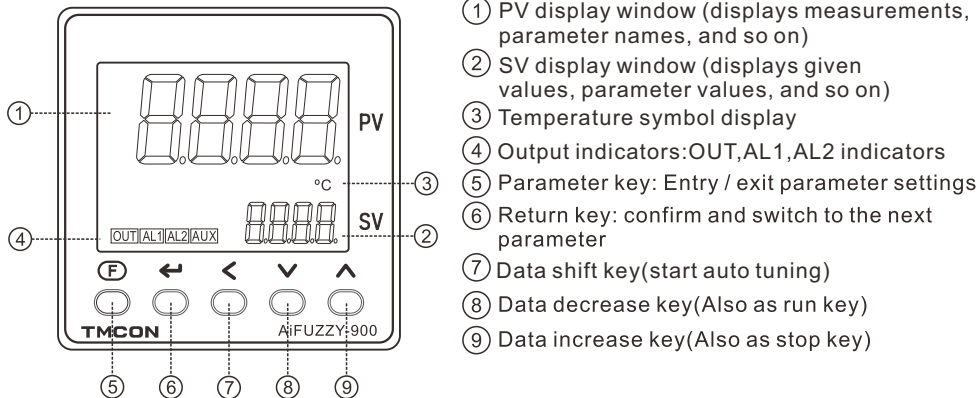 ①
PV
℃
③
SV
②
④
OUT AL1 AL2 AUX
F
TMCON AiFUZZY-900
⑤ ⑥ ⑦ ⑧ ⑨
① PV display window (displays measurements,
parameter names, and so on)
② SV display window (displays given
values, parameter values, and so on)
③ Temperature symbol display
④ Output indicators:OUT,AL1,AL2 indicators
⑤ Parameter key: Entry / exit parameter settings
⑥ Return key: confirm and switch to the next
parameter
⑦ Data shift key(start auto tuning)
⑧ Data decrease key(Also as run key)
⑨ Data increase key(Also as stop key)